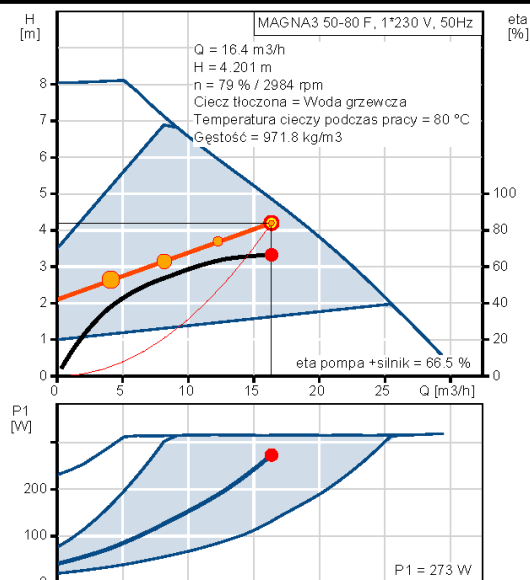 H
[m]
MAGNA3 50-80 F, 1*230 V, 50Hz
eta
[%]
Q = 16.4 m3/h
H = 4.201 m
n = 79 % / 2984 rpm
Ciecz tłoczona = Woda grzewcza
Temperatura cieczy podczas pracy = 80 °C
Gęstość = 971.8 kg/m3
8
7
6
5
4
3
2
1
0
100
80
60
40
20
0
eta pompa +silnik = 66.5 %
0
5
10
15
20
25
Q [m3/h]
P1
[W]
200
100
0
P1 = 273 W